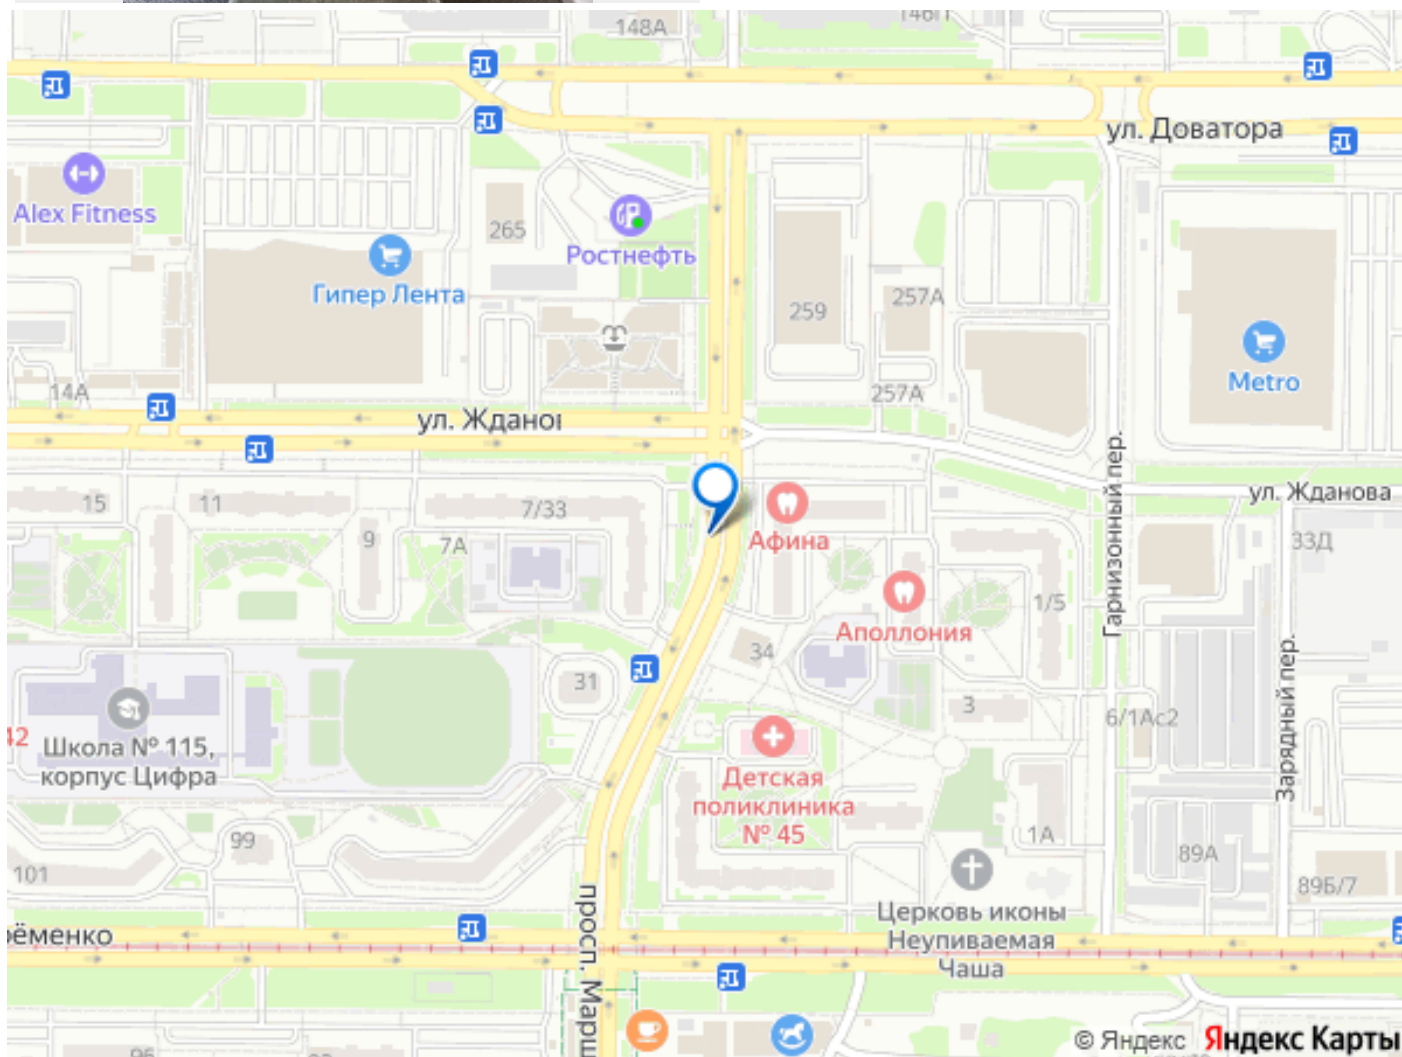 148А
146П
ул. Доватора
Alex Fitness
265
Ростнефть
Гипер Лента
259
257А
Metro
14А
257А
ул. Ждано
Гарнизонный пер.
15
11
7/33
ул. Жданова
Афина
9
7А
33Д
Аполлония
1/5
34
31
3
6/1Ас2
Зарядный пер.
42
Школа № 115,
корпус Цифра
Детская
поликлиника
№ 45
99
1А
89А
101
89Б/7
Церковь иконы
Неупиваемая
Чаша
ёменко
просп. Марш
© Яндекс Яндекс Карты